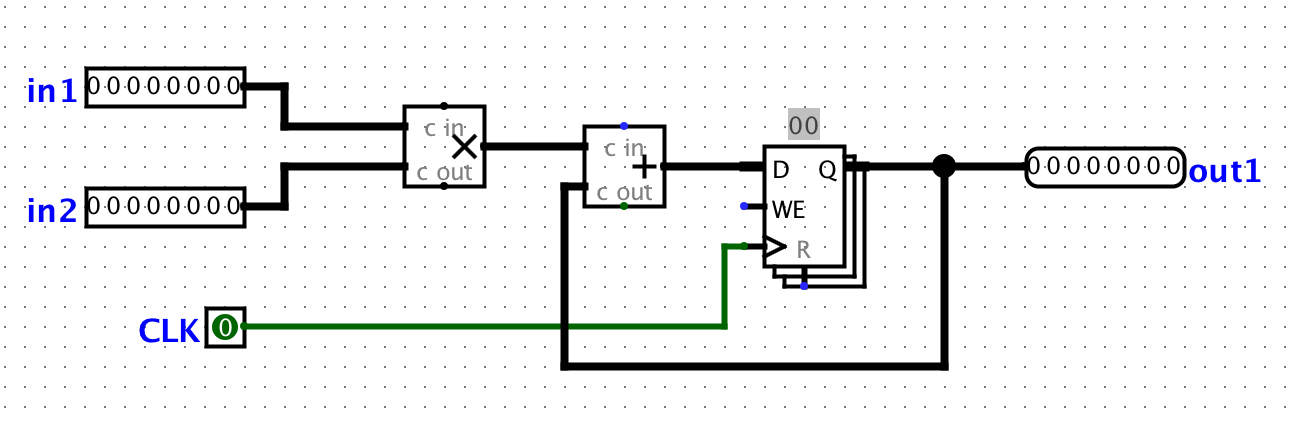 in1 00000000
in2 00000000
CLK 0
c in
×
c out
c in
+
c out
00
D Q
WE
R
00000000 out1